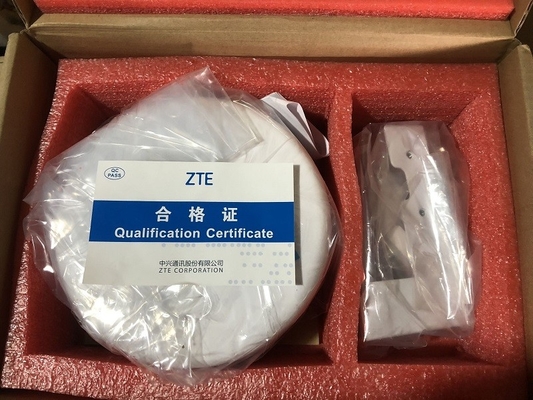 QC
PASS
ZTE
合格证
Qualification Certificate
中兴通讯股份有限公司
ZTE CORPORATION